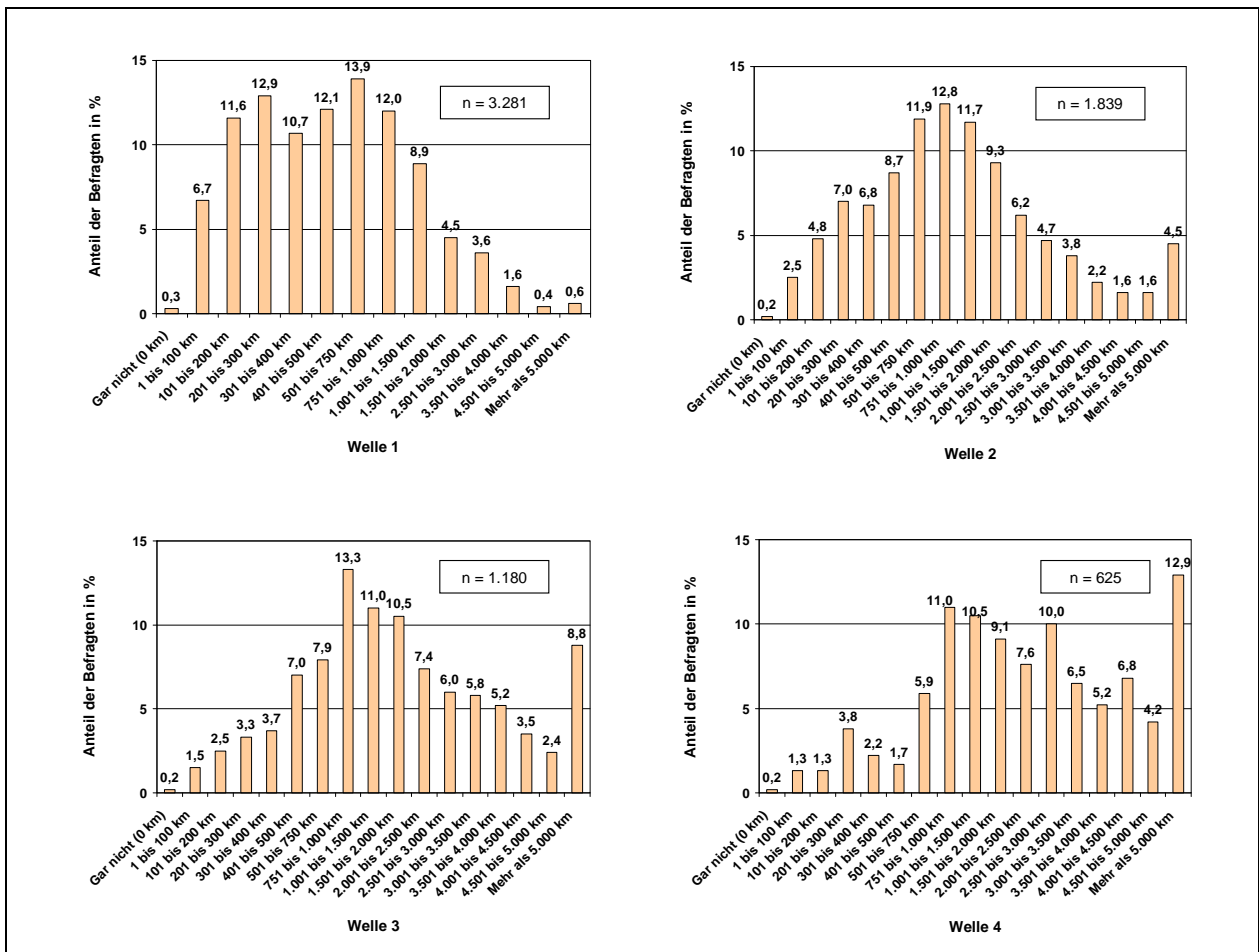 Anteil der Befragten in %
15
10
5
0
n = 3.281
0,3
6,7
11,6
12,9
10,7
12,1
13,9
12,0
8,9
4,5
3,6
1,6
0,4
0,6
Gar nicht (0 km)
1 bis 100 km
101 bis 200 km
201 bis 300 km
301 bis 400 km
401 bis 500 km
501 bis 750 km
751 bis 1.000 km
1.001 bis 1.500 km
1.501 bis 2.000 km
2.501 bis 3.000 km
3.501 bis 4.000 km
4.501 bis 5.000 km
Mehr als 5.000 km
Welle 1
Anteil der Befragten in %
15
10
5
0
n = 1.839
0,2
2,5
4,8
7,0
6,8
8,7
11,9
12,8
11,7
9,3
6,2
4,7
3,8
2,2
1,6
1,6
4,5
Gar nicht (0 km)
1 bis 100 km
101 bis 200 km
201 bis 300 km
301 bis 400 km
401 bis 500 km
501 bis 750 km
751 bis 1.000 km
1.001 bis 1.500 km
1.501 bis 2.000 km
2.001 bis 2.500 km
2.501 bis 3.000 km
3.001 bis 3.500 km
3.501 bis 4.000 km
4.001 bis 4.500 km
4.501 bis 5.000 km
Mehr als 5.000 km
Welle 2
Anteil der Befragten in %
15
10
5
0
n = 1.180
0,2
1,5
2,5
3,3
3,7
7,0
7,9
13,3
11,0
10,5
7,4
6,0
5,8
5,2
3,5
2,4
8,8
Gar nicht (0 km)
1 bis 100 km
101 bis 200 km
201 bis 300 km
301 bis 400 km
401 bis 500 km
501 bis 750 km
751 bis 1.000 km
1.001 bis 1.500 km
1.501 bis 2.000 km
2.001 bis 2.500 km
2.501 bis 3.000 km
3.001 bis 3.500 km
3.501 bis 4.000 km
4.001 bis 4.500 km
4.501 bis 5.000 km
Mehr als 5.000 km
Welle 3
Anteil der Befragten in %
15
10
5
0
n = 625
0,2
1,3
1,3
3,8
2,2
1,7
5,9
11,0
10,5
9,1
7,6
10,0
6,5
5,2
6,8
4,2
12,9
Gar nicht (0 km)
1 bis 100 km
101 bis 200 km
201 bis 300 km
301 bis 400 km
401 bis 500 km
501 bis 750 km
751 bis 1.000 km
1.001 bis 1.500 km
1.501 bis 2.000 km
2.001 bis 2.500 km
2.501 bis 3.000 km
3.001 bis 3.500 km
3.501 bis 4.000 km
4.001 bis 4.500 km
4.501 bis 5.000 km
Mehr als 5.000 km
Welle 4